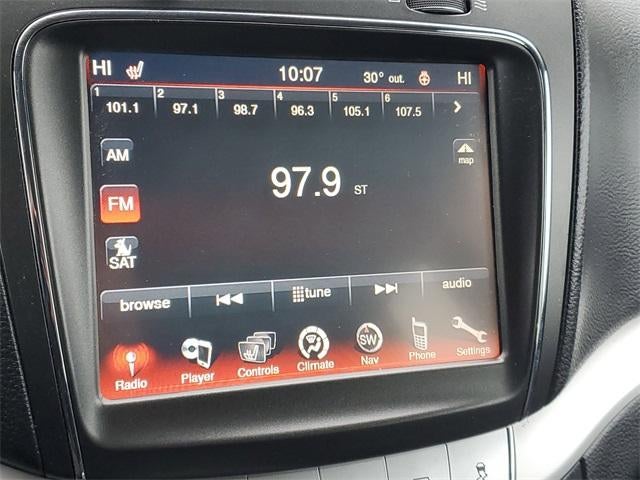 HI 10:07 30° out. HI
1 2 3 4 5 6
101.1 97.1 98.7 96.3 105.1 107.5
AM
map
97.9 ST
FM
SAT
browse tune audio
SW
Radio Player Controls Climate Nav Phone Settings